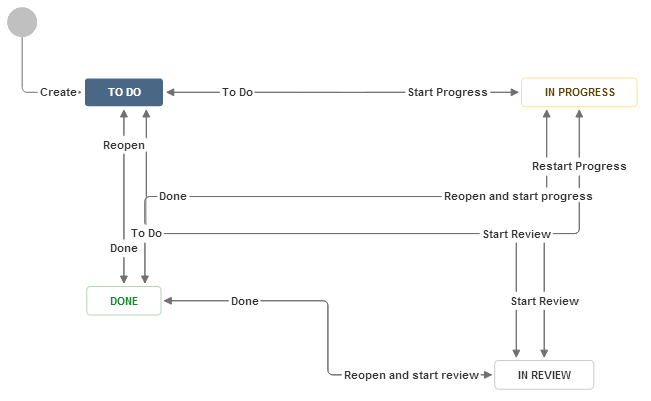 Create
TO DO
To Do
Start Progress
IN PROGRESS
Reopen
Restart Progress
Done
Reopen and start progress
To Do
Start Review
Done
DONE
Done
Start Review
Reopen and start review
IN REVIEW